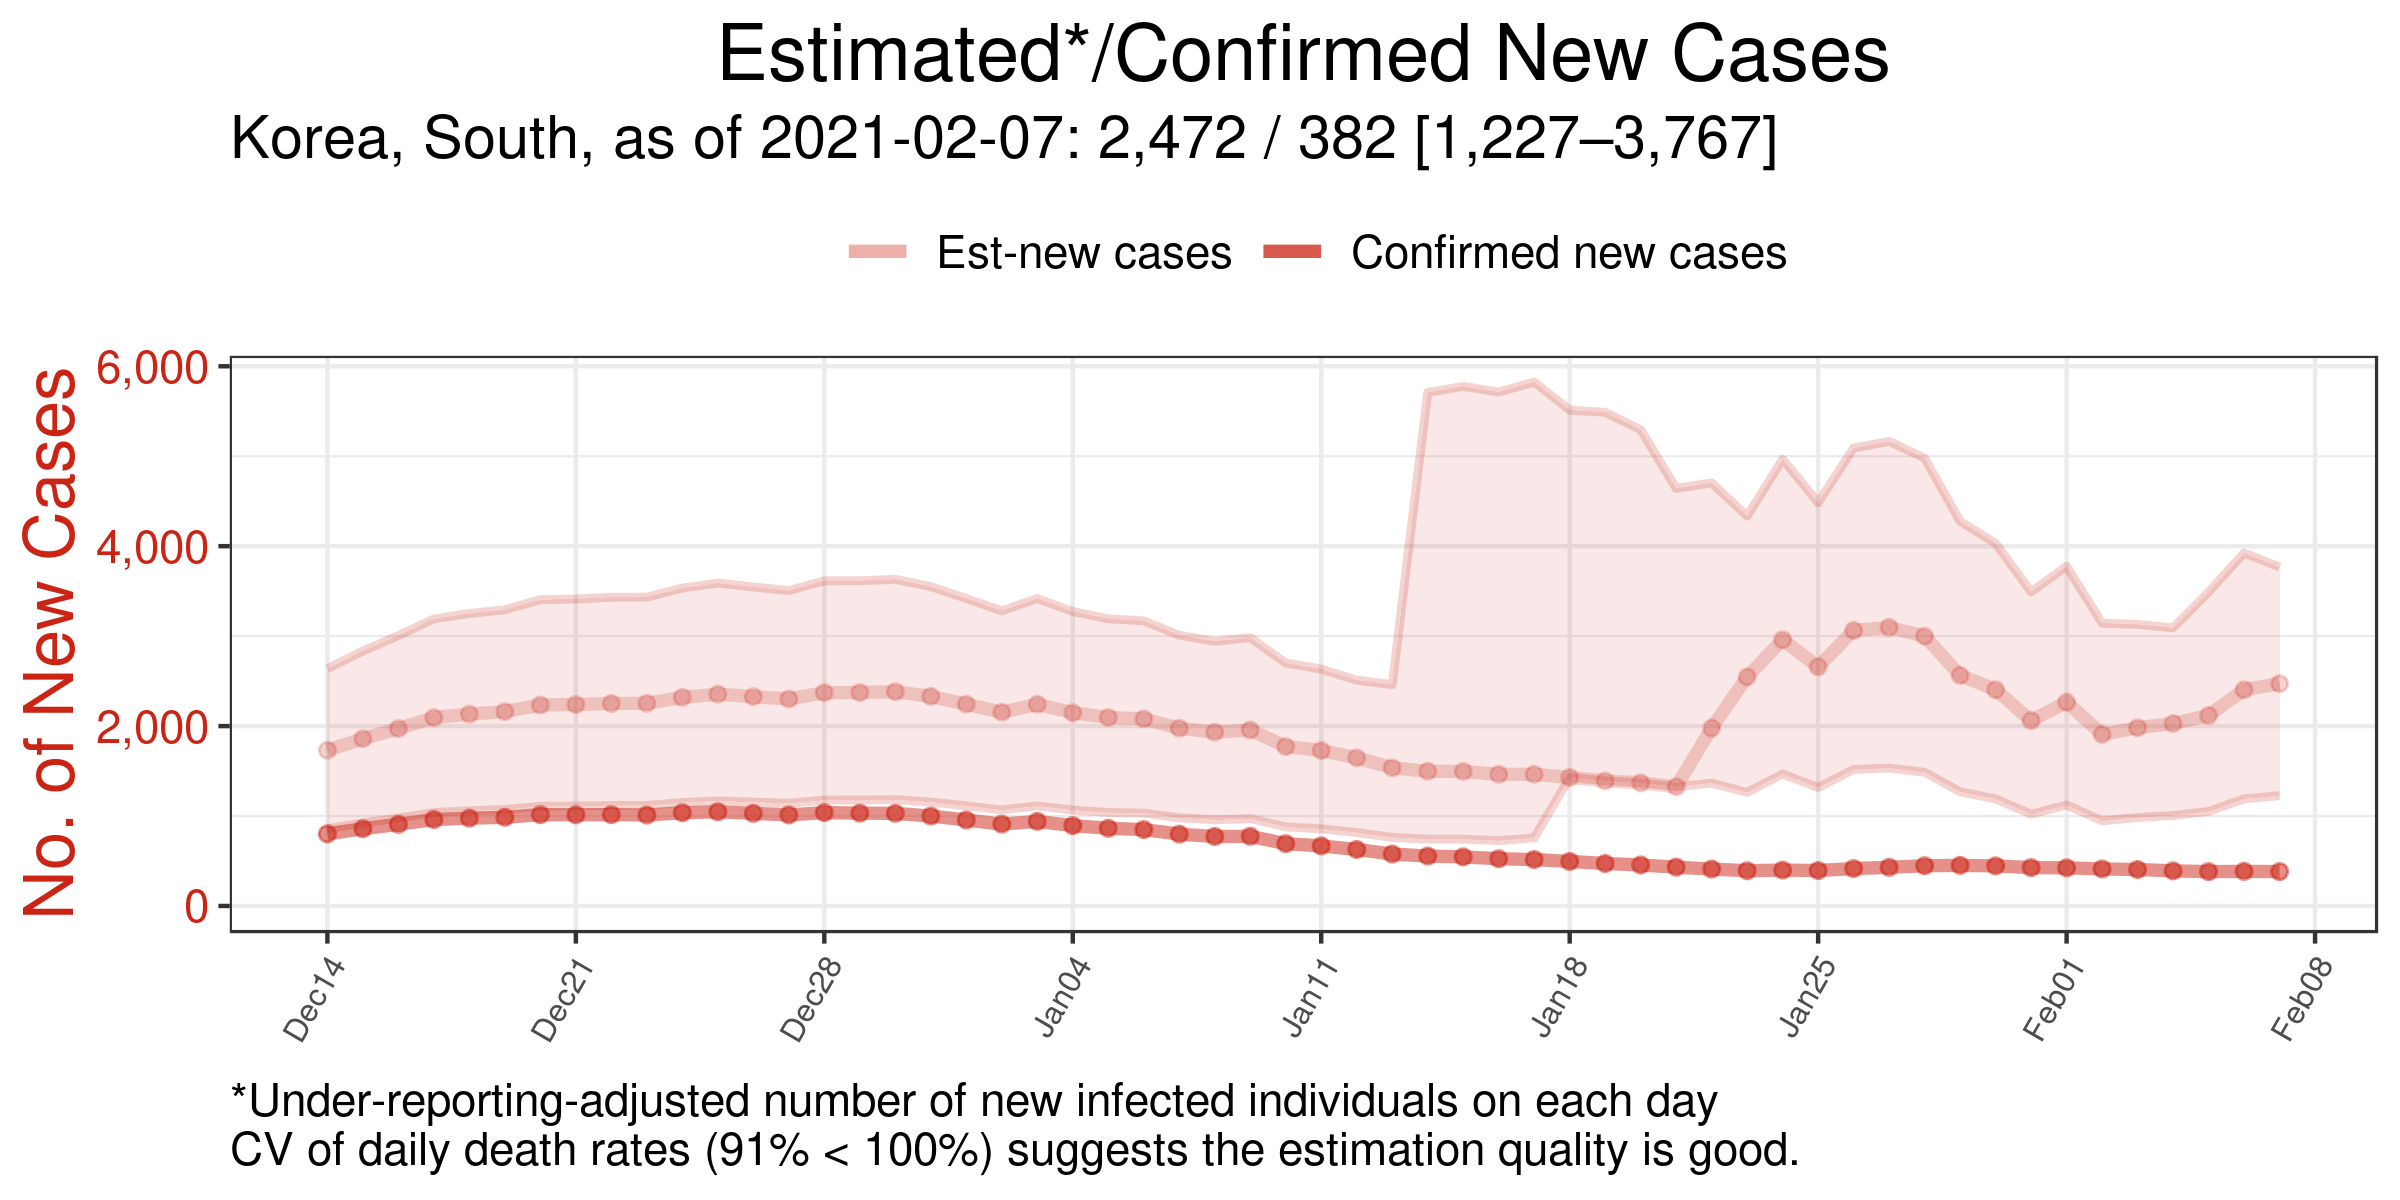 Estimated*/Confirmed New Cases
Korea, South, as of 2021-02-07: 2,472 / 382 [1,227–3,767]
Est-new cases Confirmed new cases
No. of New Cases
6,000
4,000
2,000
0
Dec14 Dec21 Dec28 Jan04 Jan11 Jan18 Jan25 Feb01 Feb08
*Under-reporting-adjusted number of new infected individuals on each day
CV of daily death rates (91% < 100%) suggests the estimation quality is good.